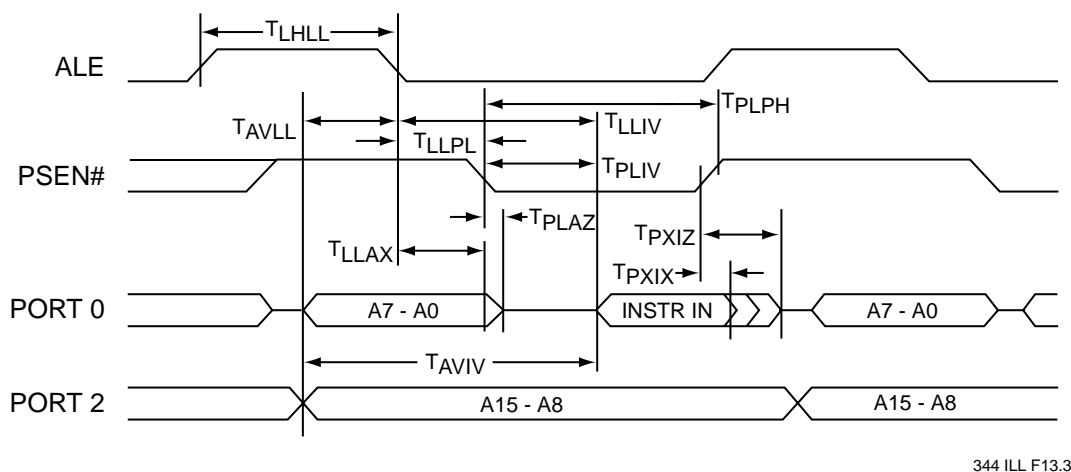 TLHLL
ALE
TPLPH
TAVLL
TLLIV
TLLPL
PSEN#
TPLIV
TPLAZ
TLLAX
TPXIZ
TPXIX
PORT 0
A7 - A0
INSTR IN
A7 - A0
TAVIV
PORT 2
A15 - A8
A15 - A8
344 ILL F13.3